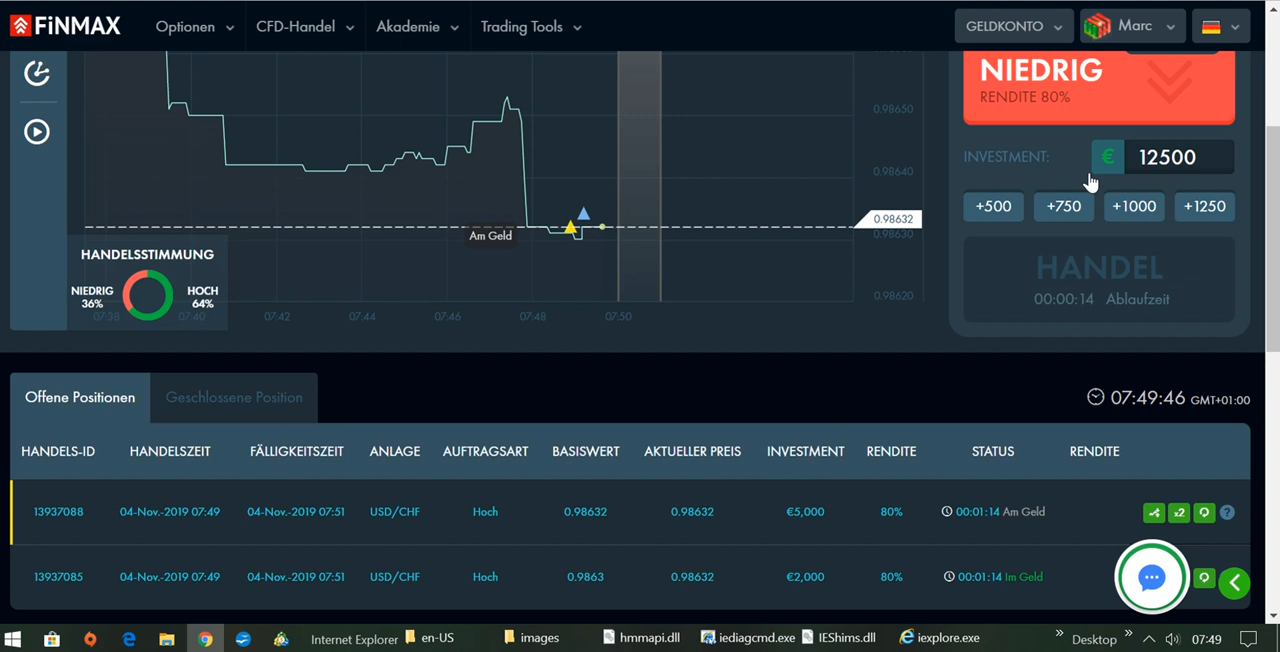 FiNMAX Optionen CFD-Handel Akademie Trading Tools GELDKONTO Marc
NIEDRIG
RENDITE 80%
INVESTMENT: € 12500
+500 +750 +1000 +1250
HANDEL
00:00:14 Ablaufzeit
0.98650
0.98640
0.98632
0.98630
0.98620
Am Geld
HANDELSSTIMMUNG
NIEDRIG
36%
HOCH
64%
07:38 07:40 07:42 07:44 07:46 07:48 07:50
Offene Positionen Geschlossene Position 07:49:46 GMT+01:00
HANDELS-ID HANDELSZEIT FÄLLIGKEITSZEIT ANLAGE AUFTRAGSART BASISWERT AKTUELLER PREIS INVESTMENT RENDITE STATUS RENDITE
13937088 04-Nov.-2019 07:49 04-Nov.-2019 07:51 USD/CHF Hoch 0.98632 0.98632 €5,000 80% 00:01:14 Am Geld x2 ?
13937085 04-Nov.-2019 07:49 04-Nov.-2019 07:51 USD/CHF Hoch 0.9863 0.98632 €2,000 80% 00:01:14 Im Geld
Internet Explorer en-US images hmmapi.dll iediagcmd.exe IEShims.dll iexplore.exe » Desktop » 07:49